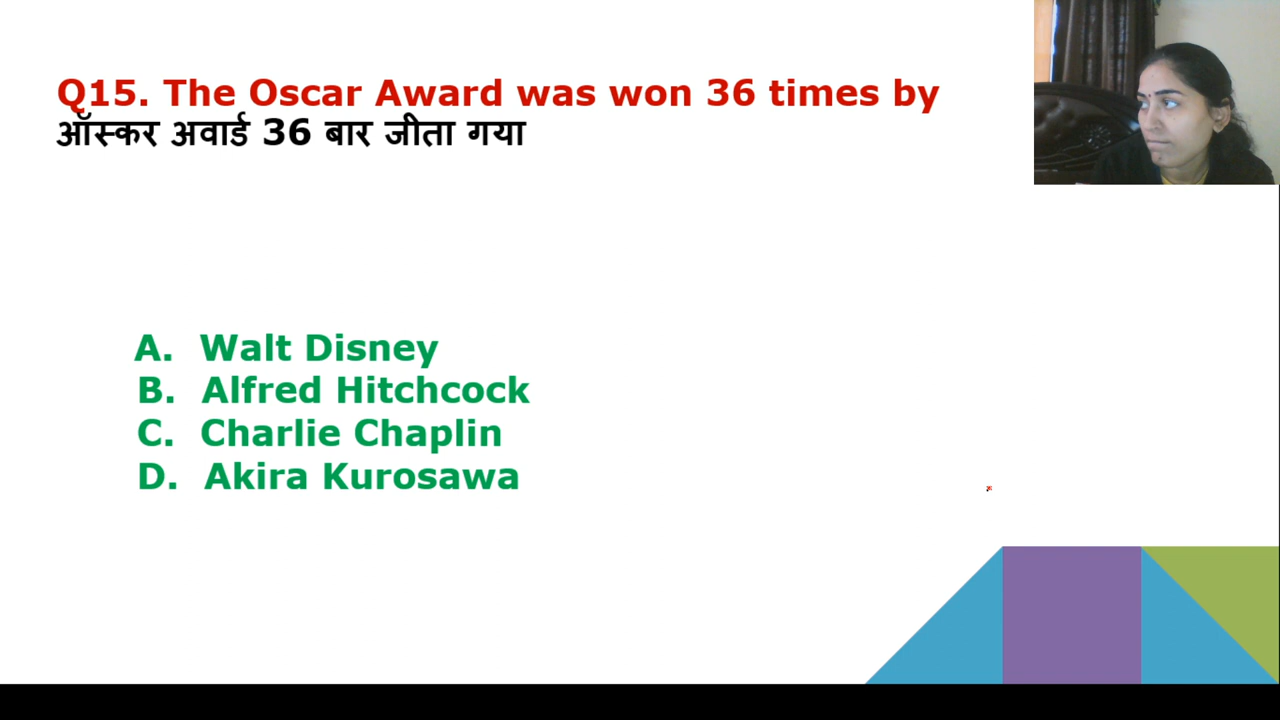 Q15. The Oscar Award was won 36 times by
ऑस्कर अवार्ड 36 बार जीता गया
A. Walt Disney
B. Alfred Hitchcock
C. Charlie Chaplin
D. Akira Kurosawa